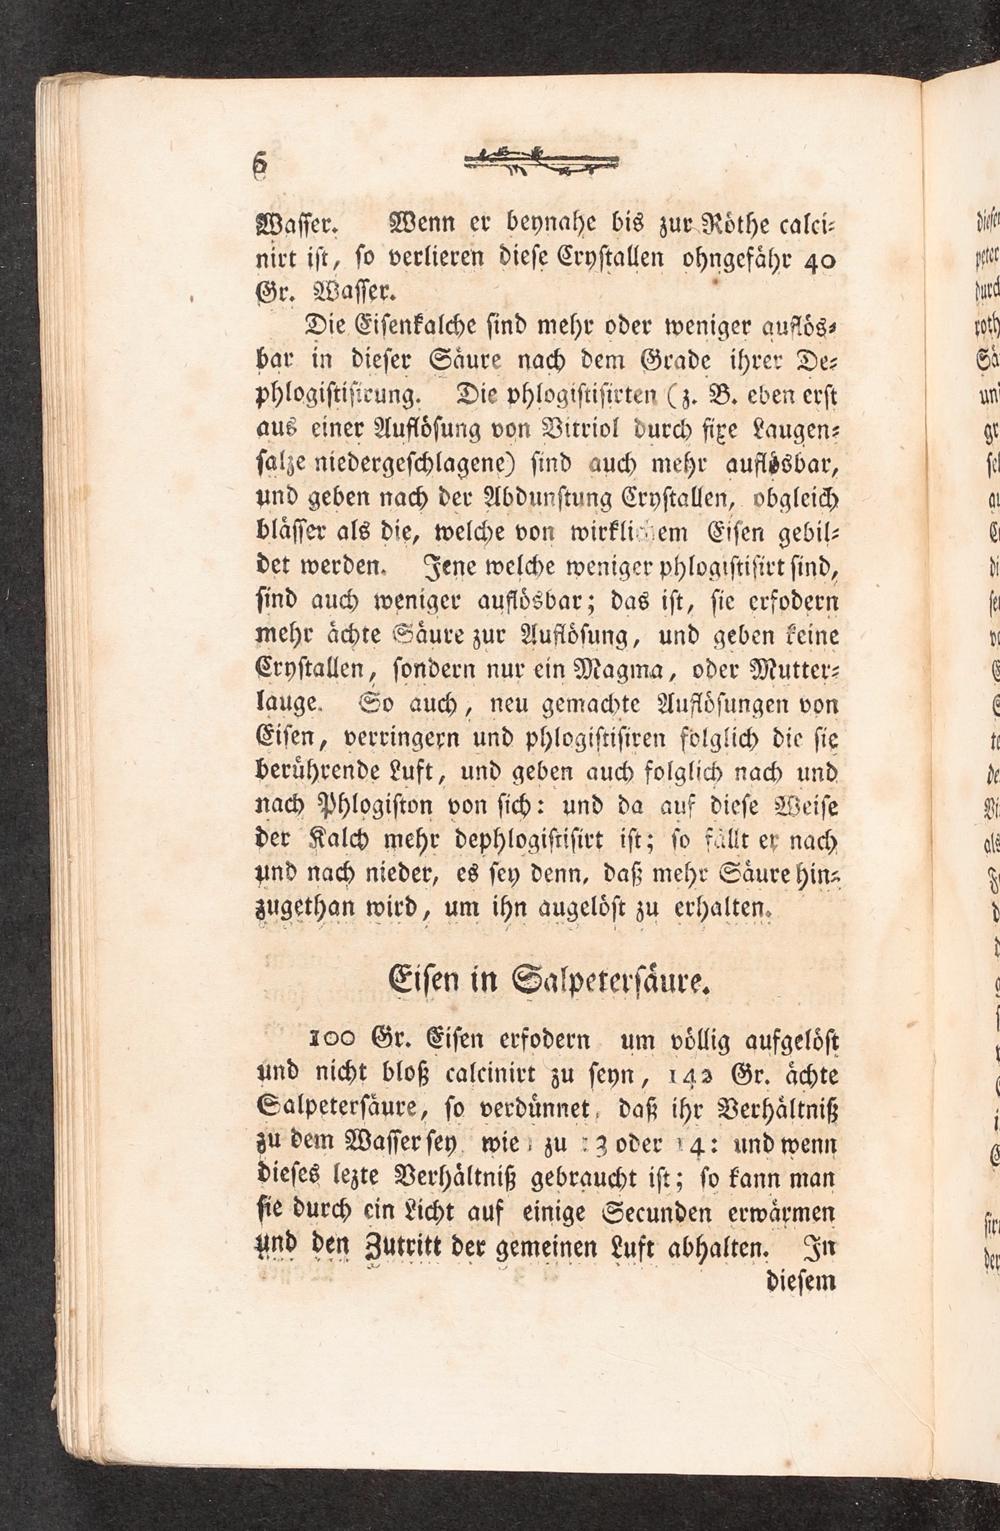 6
Wasser. Wenn er beynahe bis zur Röthe calci-
nirt ist, so verlieren diese Crystallen ohngefähr 40
Gr. Wasser.
Die Eisenkalche sind mehr oder weniger auflös-
bar in dieser Säure nach dem Grade ihrer De-
phlogistisirung. Die phlogistisirten (z. B. eben erst
aus einer Auflösung von Vitriol durch fixe Laugen-
salze niedergeschlagene) sind auch mehr auflösbar,
und geben nach der Abdunstung Crystallen, obgleich
blässer als die, welche von wirklichem Eisen gebil-
det werden. Jene welche weniger phlogistisirt sind,
sind auch weniger auflösbar; das ist, sie erfodern
mehr ächte Säure zur Auflösung, und geben keine
Crystallen, sondern nur ein Magma, oder Mutter-
lauge. So auch, neu gemachte Auflösungen von
Eisen, verringern und phlogistisiren folglich die sie
berührende Luft, und geben auch folglich nach und
nach Phlogiston von sich: und da auf diese Weise
der Kalch mehr dephlogistisirt ist; so fällt er nach
und nach nieder, es sey denn, daß mehr Säure hin-
zugethan wird, um ihn augelöst zu erhalten.
Eisen in Salpetersäure.
100 Gr. Eisen erfodern um völlig aufgelöst
und nicht bloß calcinirt zu seyn, 142 Gr. ächte
Salpetersäure, so verdünnet, daß ihr Verhältniß
zu dem Wasser sey wie 1 zu 13 oder 14: und wenn
dieses lezte Verhältniß gebraucht ist; so kann man
sie durch ein Licht auf einige Secunden erwärmen
und den Zutritt der gemeinen Luft abhalten. In
diesem